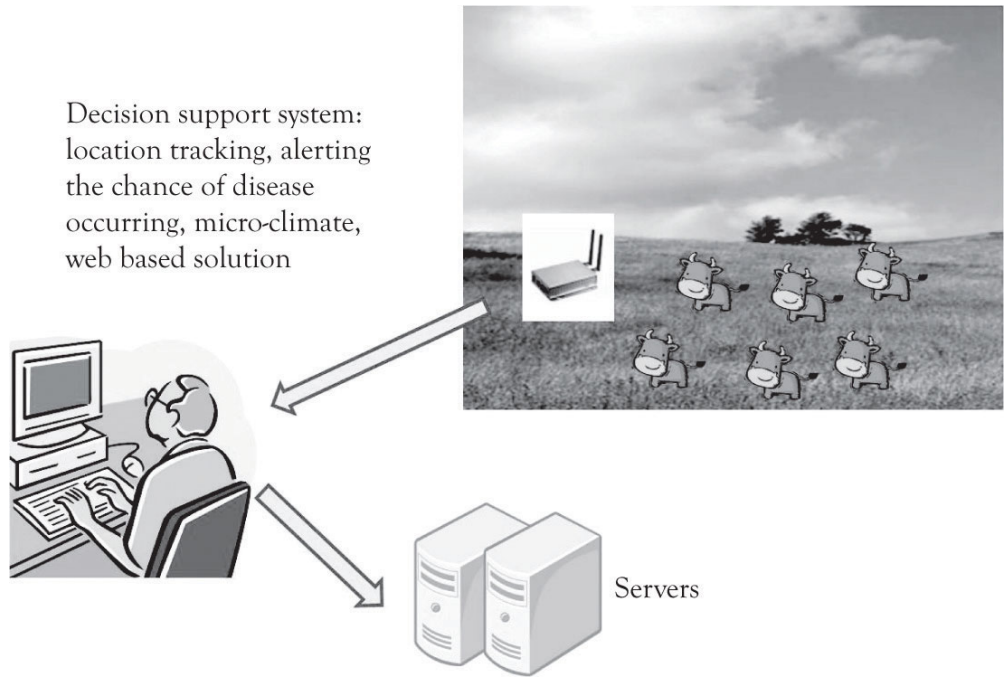 Decision support system:
location tracking, alerting
the chance of disease
occurring, micro-climate,
web based solution
Servers